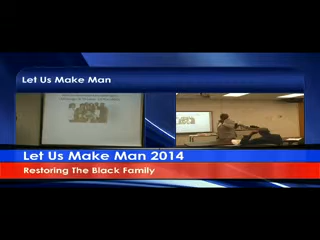 Let Us Make Man
Let Us Make Man 2014
Restoring The Black Family